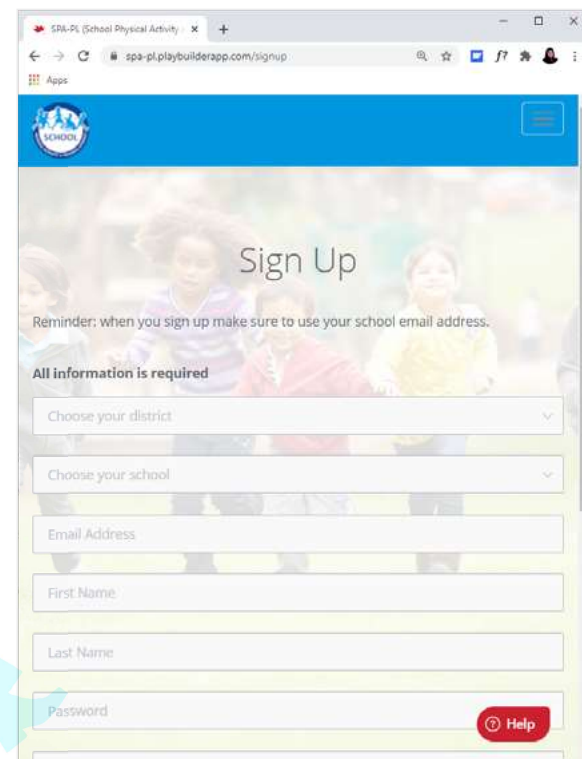 SPA-PL (School Physical Activity
spa-pl.playbuilderapp.com/signup
f?
Apps
SCHOOL
Sign Up
Reminder: when you sign up make sure to use your school email address.
All information is required
Choose your district
Choose your school
Email Address
First Name
Last Name
Password
Help